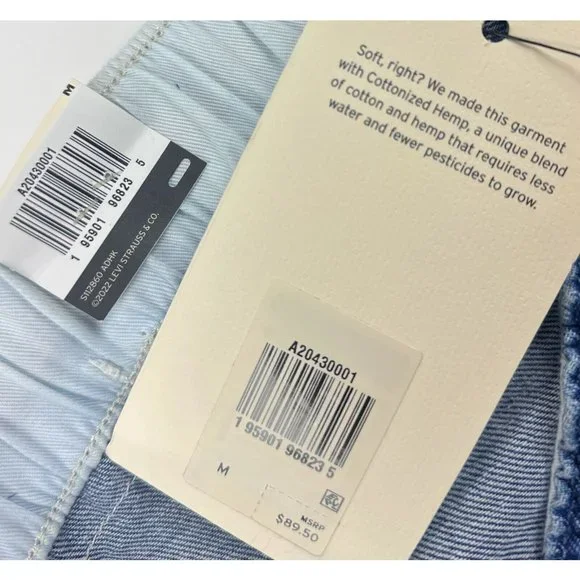 M
A20430001
1 95901 96823 5
S112860 ADHK
©2022 LEVI STRAUSS & CO.
Soft, right? We made this garment
with Cottonized Hemp, a unique blend
of cotton and hemp that requires less
water and fewer pesticides to grow.
A20430001
1 95901 96823 5
M
MSRP
$89.50